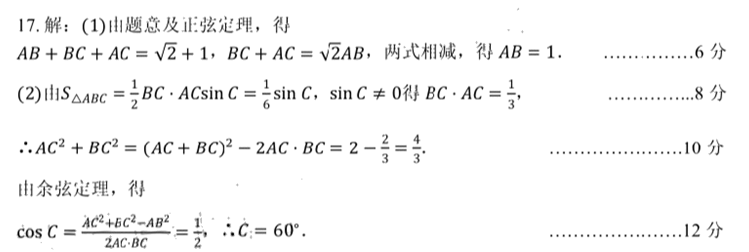 17. 解：(1)由题意及正弦定理，得
AB + BC + AC = √2 + 1，BC + AC = √2AB，两式相减，得 AB = 1. ……………6 分
(2)由S△ABC = 1/2 BC · ACsin C = 1/6 sin C，sin C ≠ 0得 BC · AC = 1/3， …………..8 分
∴AC² + BC² = (AC + BC)² − 2AC · BC = 2 − 2/3 = 4/3. …………………10 分
由余弦定理，得
cos C = (AC²+BC²−AB²)/(2AC·BC) = 1/2，∴C = 60°. …………………12 分